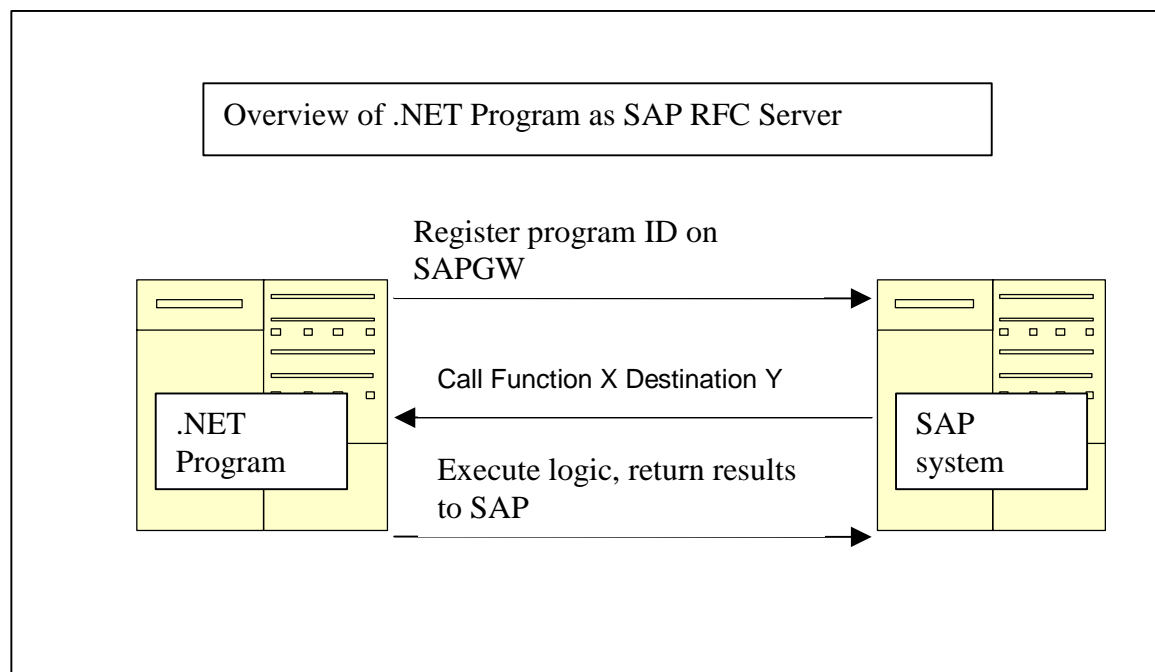 Overview of .NET Program as SAP RFC Server
Register program ID on
SAPGW
Call Function X Destination Y
.NET
Program
SAP
system
Execute logic, return results
to SAP